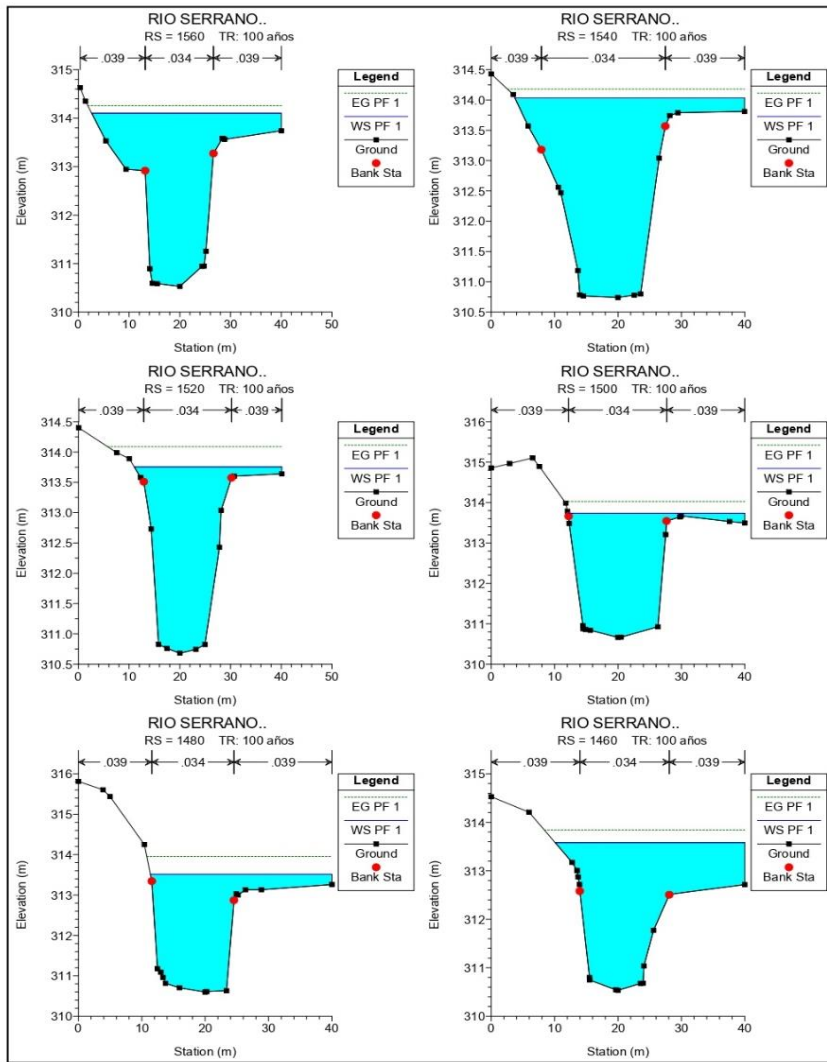 RIO SERRANO..
RS = 1560 TR: 100 años
.039 .034 .039
Legend
EG PF 1
WS PF 1
Ground
Bank Sta
315
314
313
312
311
310
0 10 20 30 40 50
Elevation (m)
Station (m)
RIO SERRANO..
RS = 1540 TR: 100 años
.039 .034 .039
Legend
EG PF 1
WS PF 1
Ground
Bank Sta
314.5
314.0
313.5
313.0
312.5
312.0
311.5
311.0
310.5
0 10 20 30 40
Elevation (m)
Station (m)
RIO SERRANO..
RS = 1520 TR: 100 años
.039 .034 .039
Legend
EG PF 1
WS PF 1
Ground
Bank Sta
314.5
314.0
313.5
313.0
312.5
312.0
311.5
311.0
310.5
0 10 20 30 40 50
Elevation (m)
Station (m)
RIO SERRANO..
RS = 1500 TR: 100 años
.039 .034 .039
Legend
EG PF 1
WS PF 1
Ground
Bank Sta
316
315
314
313
312
311
310
0 10 20 30 40
Elevation (m)
Station (m)
RIO SERRANO..
RS = 1480 TR: 100 años
.039 .034 .039
Legend
EG PF 1
WS PF 1
Ground
Bank Sta
316
315
314
313
312
311
310
0 10 20 30 40
Elevation (m)
Station (m)
RIO SERRANO..
RS = 1460 TR: 100 años
.039 .034 .039
Legend
EG PF 1
WS PF 1
Ground
Bank Sta
315
314
313
312
311
310
0 10 20 30 40
Elevation (m)
Station (m)